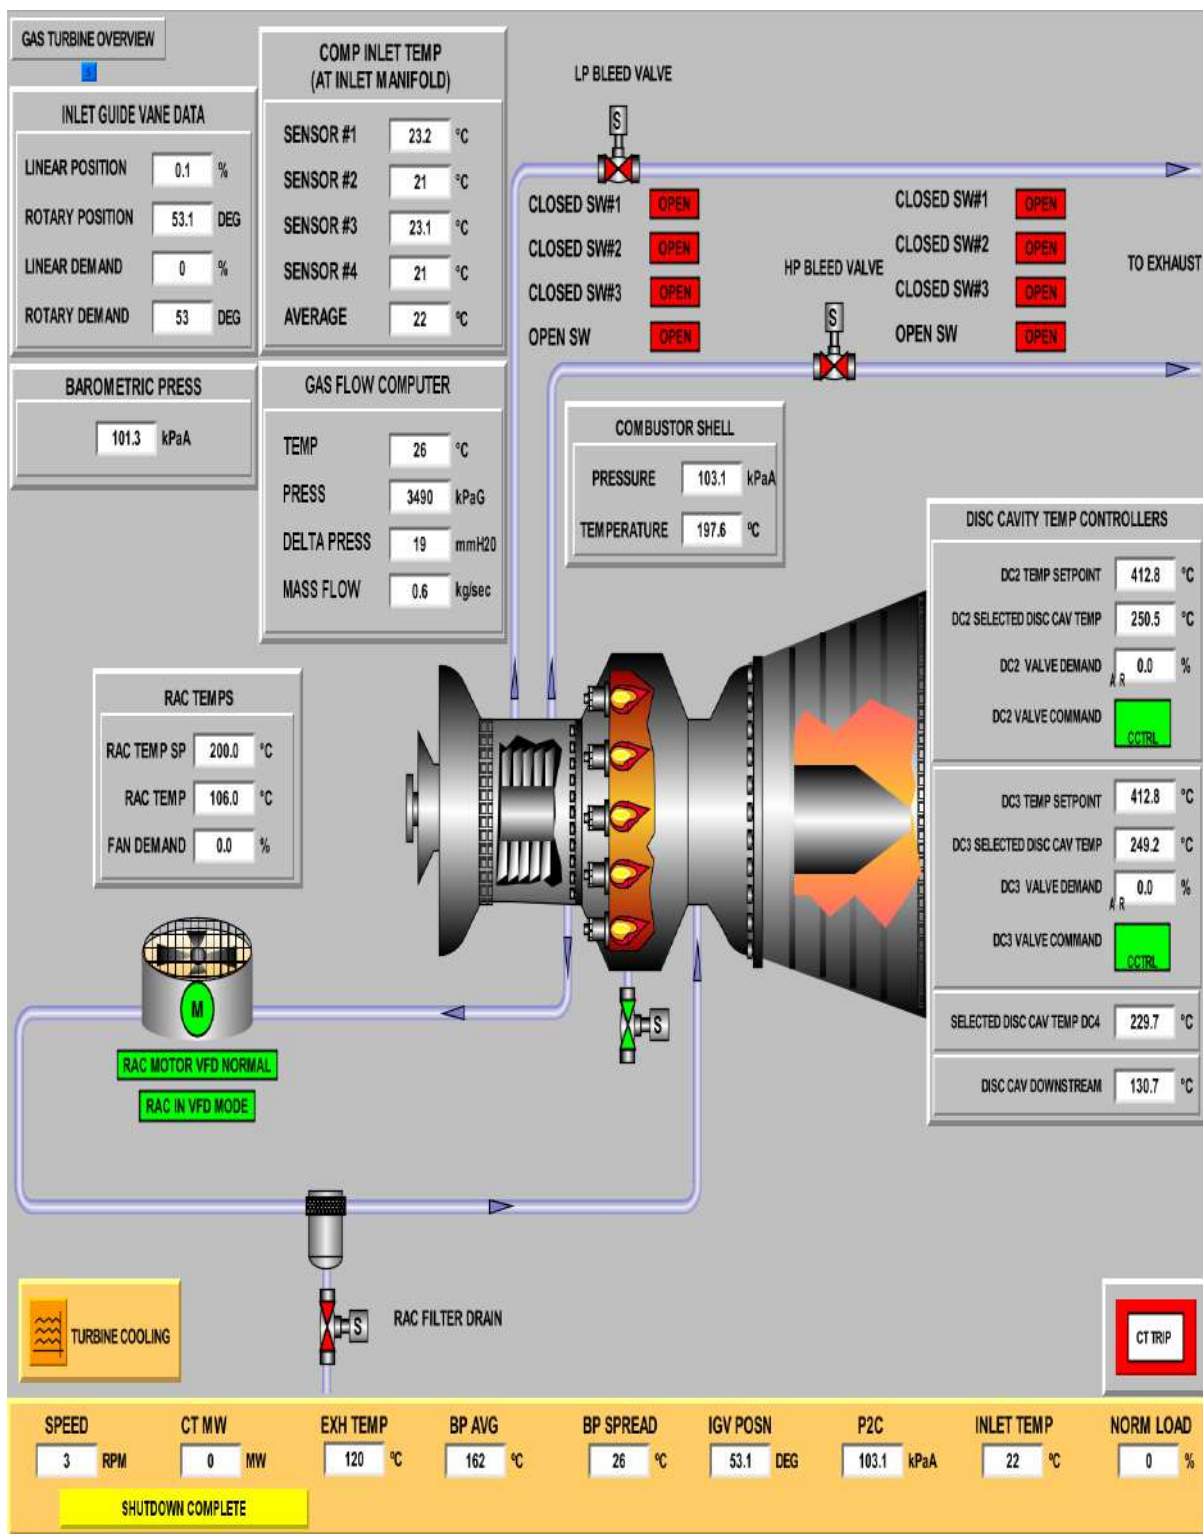 GAS TURBINE OVERVIEW
INLET GUIDE VANE DATA
LINEAR POSITION 0.1 %
ROTARY POSITION 53.1 DEG
LINEAR DEMAND 0 %
ROTARY DEMAND 53 DEG
BAROMETRIC PRESS
101.3 kPaA
COMP INLET TEMP
(AT INLET MANIFOLD)
SENSOR #1 23.2 °C
SENSOR #2 21 °C
SENSOR #3 23.1 °C
SENSOR #4 21 °C
AVERAGE 22 °C
GAS FLOW COMPUTER
TEMP 26 °C
PRESS 3490 kPaG
DELTA PRESS 19 mmH20
MASS FLOW 0.6 kg/sec
LP BLEED VALVE
S
CLOSED SW#1 OPEN
CLOSED SW#2 OPEN
CLOSED SW#3 OPEN
OPEN SW OPEN
HP BLEED VALVE
S
CLOSED SW#1 OPEN
CLOSED SW#2 OPEN
CLOSED SW#3 OPEN
OPEN SW OPEN
TO EXHAUST
COMBUSTOR SHELL
PRESSURE 103.1 kPaA
TEMPERATURE 197.6 °C
DISC CAVITY TEMP CONTROLLERS
DC2 TEMP SETPOINT 412.8 °C
DC2 SELECTED DISC CAV TEMP 250.5 °C
DC2 VALVE DEMAND 0.0 %
A R
DC2 VALVE COMMAND
CCTRL
DC3 TEMP SETPOINT 412.8 °C
DC3 SELECTED DISC CAV TEMP 249.2 °C
DC3 VALVE DEMAND 0.0 %
A R
DC3 VALVE COMMAND
CCTRL
SELECTED DISC CAV TEMP DC4 229.7 °C
DISC CAV DOWNSTREAM 130.7 °C
RAC TEMPS
RAC TEMP SP 200.0 °C
RAC TEMP 106.0 °C
FAN DEMAND 0.0 %
M
RAC MOTOR VFD NORMAL
RAC IN VFD MODE
S
RAC FILTER DRAIN
S
TURBINE COOLING
CT TRIP
SPEED CT MW EXH TEMP BP AVG BP SPREAD IGV POSN P2C INLET TEMP NORM LOAD
3 RPM 0 MW 120 °C 162 °C 26 °C 53.1 DEG 103.1 kPaA 22 °C 0 %
SHUTDOWN COMPLETE